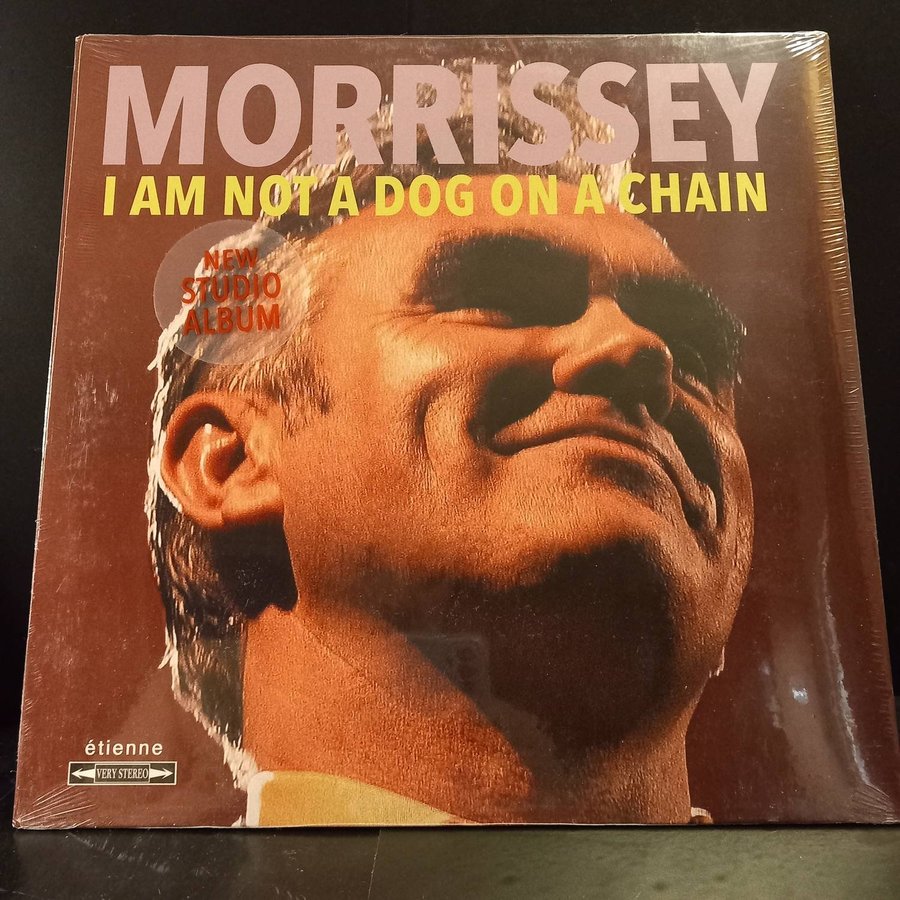 MORRISSEY
I AM NOT A DOG ON A CHAIN
NEW
STUDIO
ALBUM
étienne
VERY STEREO